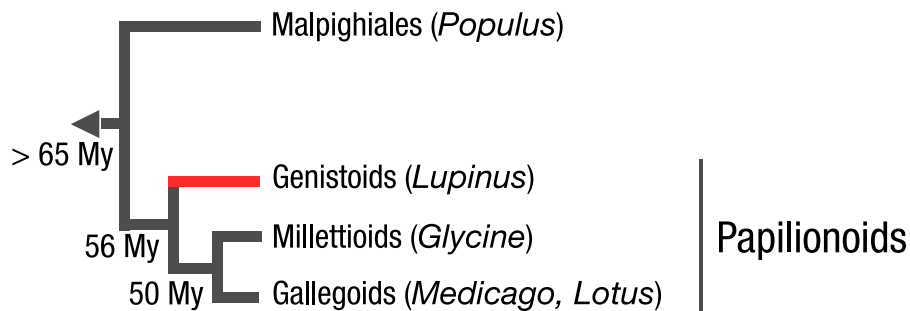 Malpighiales (Populus)
> 65 My
Genistoids (Lupinus)
56 My
Millettioids (Glycine)
Papilionoids
50 My
Gallegoids (Medicago, Lotus)